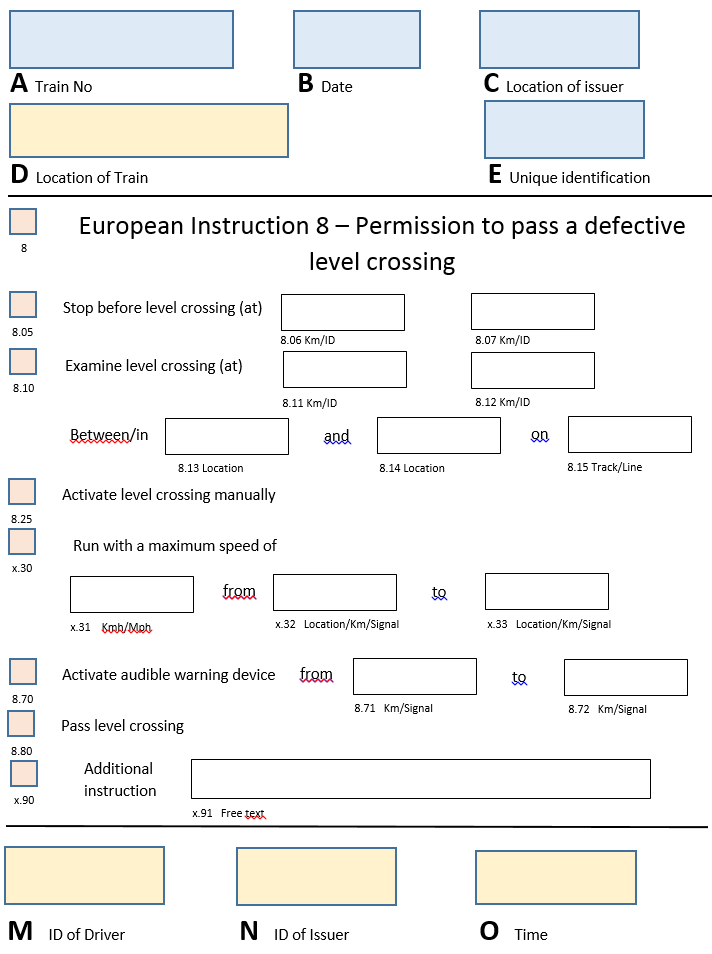 A Train No
B Date
C Location of issuer
D Location of Train
E Unique identification
8
European Instruction 8 – Permission to pass a defective
level crossing
8.05
Stop before level crossing (at)
8.06 Km/ID
8.07 Km/ID
8.10
Examine level crossing (at)
8.11 Km/ID
8.12 Km/ID
Between/in
and
on
8.13 Location
8.14 Location
8.15 Track/Line
8.25
Activate level crossing manually
x.30
Run with a maximum speed of
from
to
x.31 Kmh/Mph
x.32 Location/Km/Signal
x.33 Location/Km/Signal
8.70
Activate audible warning device from
to
8.71 Km/Signal
8.72 Km/Signal
8.80
Pass level crossing
x.90
Additional
instruction
x.91 Free text
M ID of Driver
N ID of Issuer
O Time